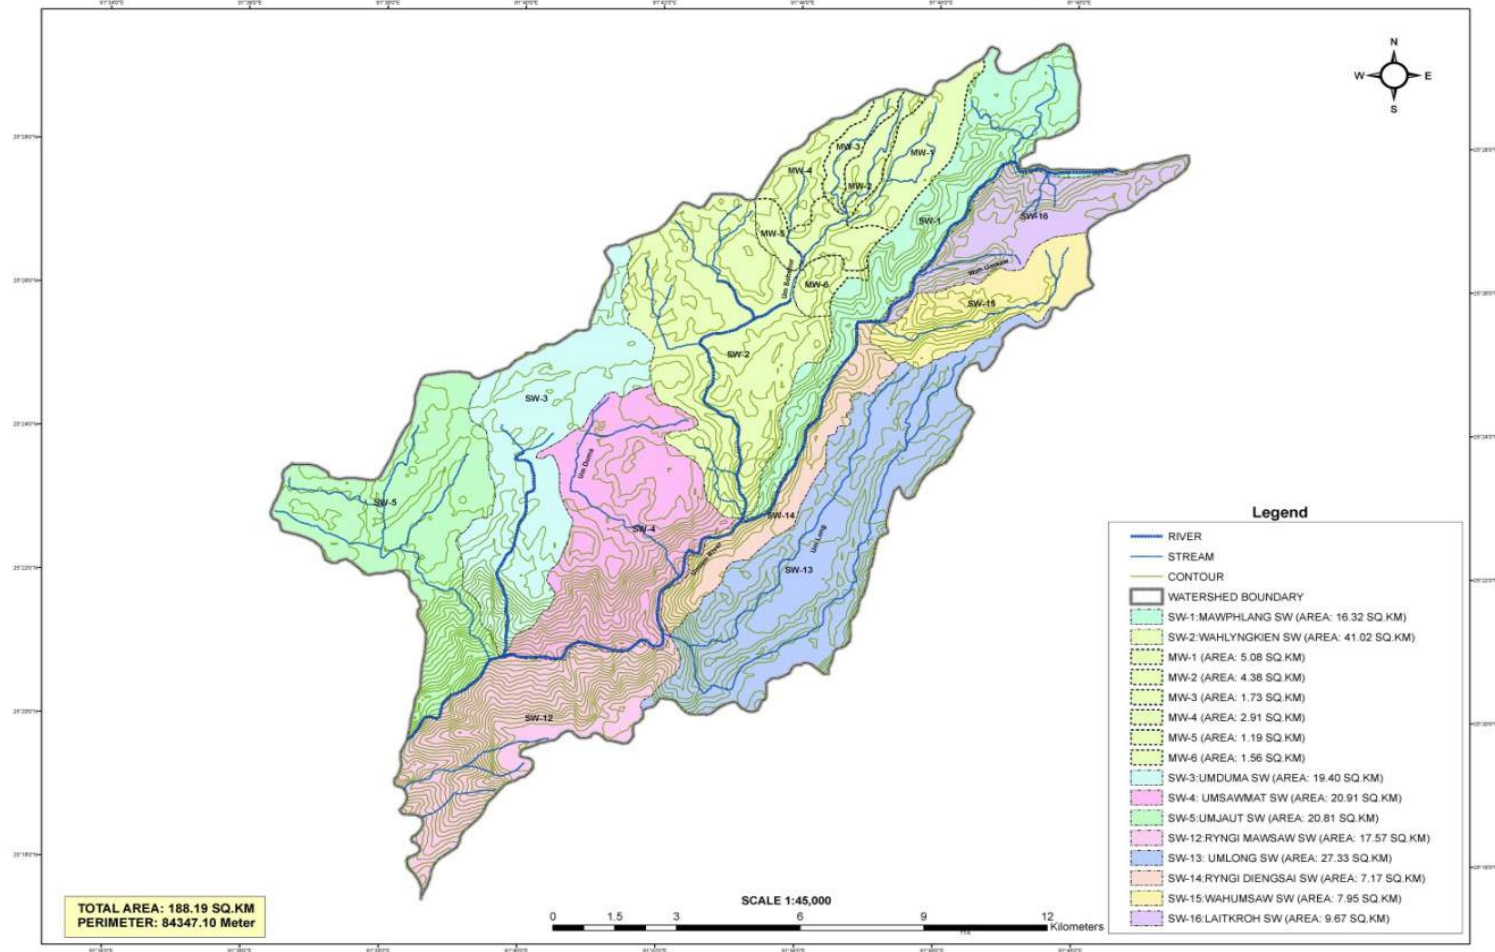 N
W E
S
MW-3
MW-1
MW-4
MW-2
SW-16
SW-1
MW-5
Wah Umsaw
Um Bohdkur
MW-6
SW-15
SW-2
SW-3
Um Duma
SW-5
SW-14
SW-4
Um Long
Umiam River
SW-13
SW-12
Legend
RIVER
STREAM
CONTOUR
WATERSHED BOUNDARY
SW-1:MAWPHLANG SW (AREA: 16.32 SQ.KM)
SW-2:WAHLYNGKIEN SW (AREA: 41.02 SQ.KM)
MW-1 (AREA: 5.08 SQ.KM)
MW-2 (AREA: 4.38 SQ.KM)
MW-3 (AREA: 1.73 SQ.KM)
MW-4 (AREA: 2.91 SQ.KM)
MW-5 (AREA: 1.19 SQ.KM)
MW-6 (AREA: 1.56 SQ.KM)
SW-3:UMDUMA SW (AREA: 19.40 SQ.KM)
SW-4: UMSAWMAT SW (AREA: 20.91 SQ.KM)
SW-5:UMJAUT SW (AREA: 20.81 SQ.KM)
SW-12:RYNGI MAWSAW SW (AREA: 17.57 SQ.KM)
SW-13: UMLONG SW (AREA: 27.33 SQ.KM)
SW-14:RYNGI DIENGSAI SW (AREA: 7.17 SQ.KM)
SW-15:WAHUMSAW SW (AREA: 7.95 SQ.KM)
SW-16:LAITKROH SW (AREA: 9.67 SQ.KM)
TOTAL AREA: 188.19 SQ.KM
PERIMETER: 84347.10 Meter
SCALE 1:45,000
0 1.5 3 6 9 12
Kilometers